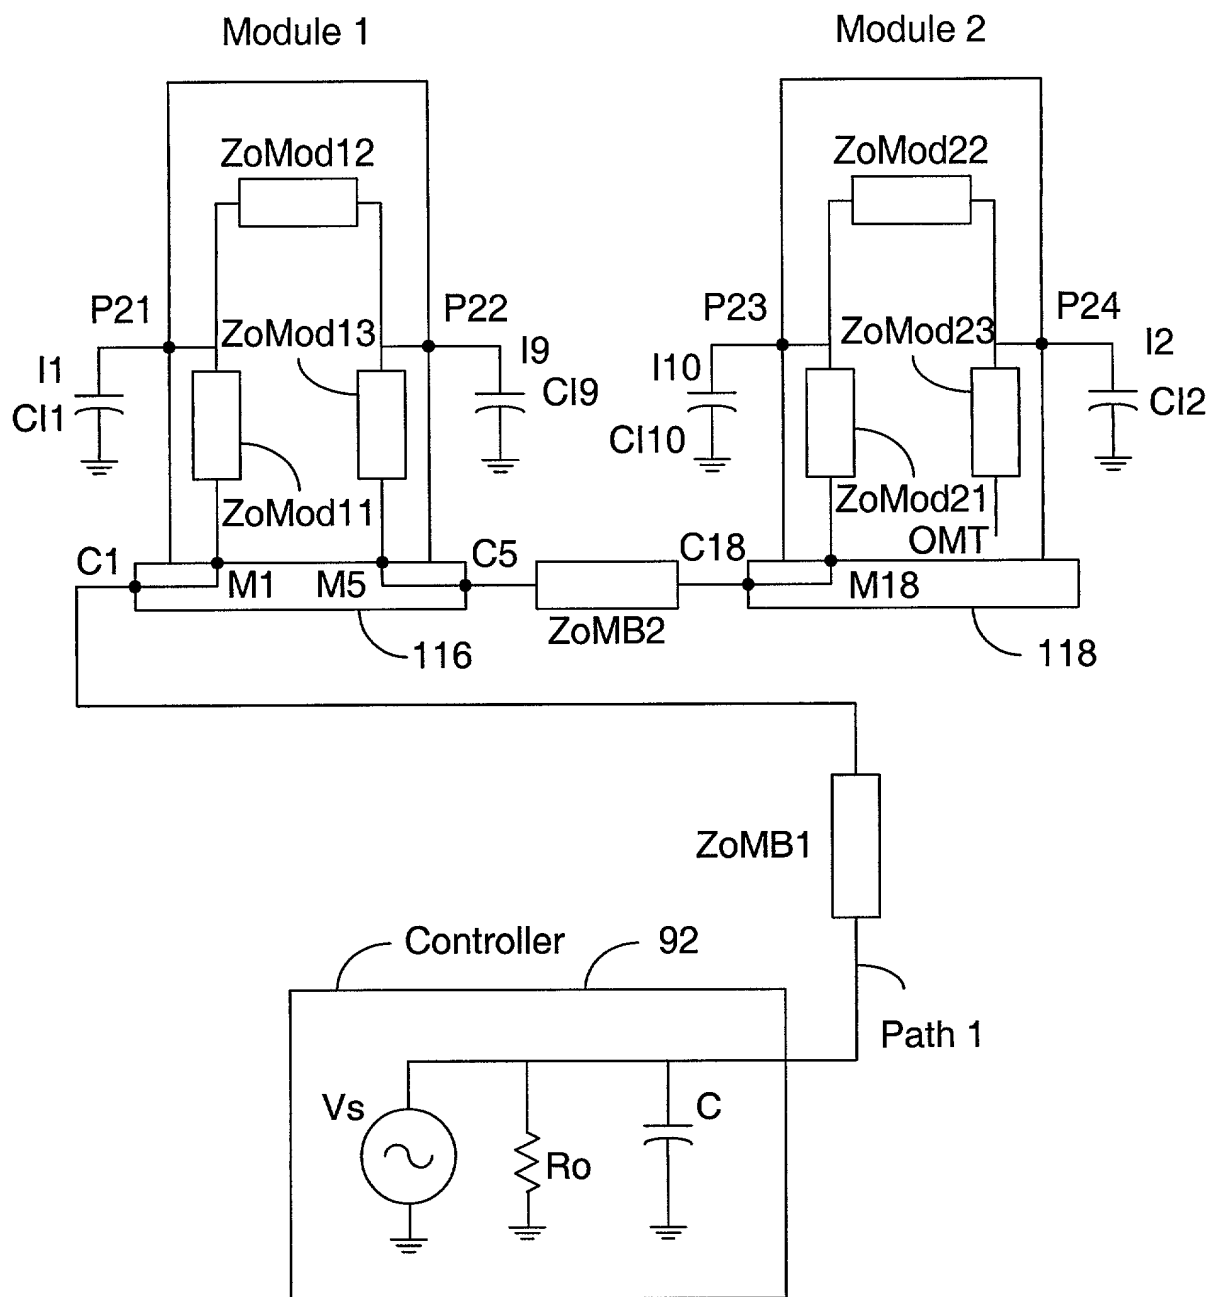 Module 1
Module 2
ZoMod12
ZoMod22
P21
P22
P23
P24
ZoMod13
ZoMod23
I1
CI1
I9
CI9
I10
CI10
I2
CI2
ZoMod11
ZoMod21
OMT
C1
M1
M5
C5
C18
M18
ZoMB2
116
118
ZoMB1
Controller
92
Path 1
Vs
Ro
C